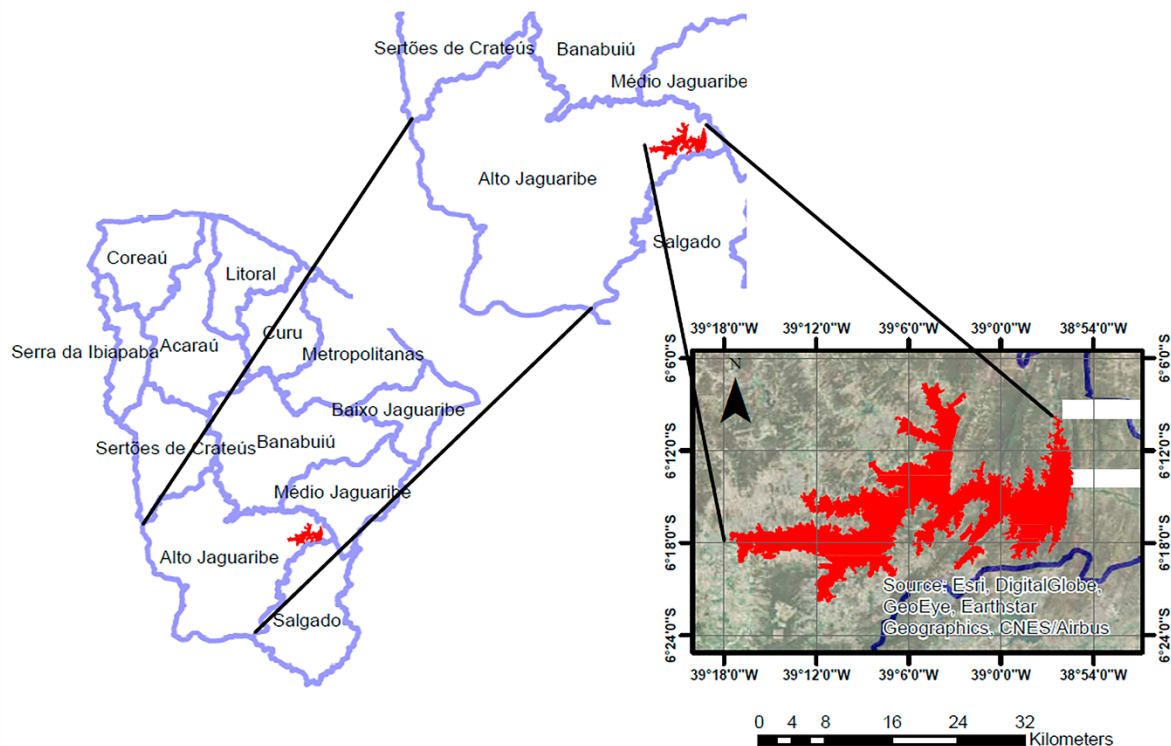 Sertões de Crateús
Banabuiú
Médio Jaguaribe
Alto Jaguaribe
Salgado
Coreaú
Litoral
Curu
Serra da Ibiapaba
Acaraú
Metropolitanas
Baixo Jaguaribe
Sertões de Crateús
Banabuiú
Médio Jaguaribe
Alto Jaguaribe
Salgado
39°18'0"W 39°12'0"W 39°6'0"W 39°0'0"W 38°54'0"W
6°6'0"S 6°6'0"S
N
6°12'0"S 6°12'0"S
6°18'0"S 6°18'0"S
Source: Esri, DigitalGlobe,
GeoEye, Earthstar
Geographics, CNES/Airbus
6°24'0"S 6°24'0"S
39°18'0"W 39°12'0"W 39°6'0"W 39°0'0"W 38°54'0"W
0 4 8 16 24 32
Kilometers